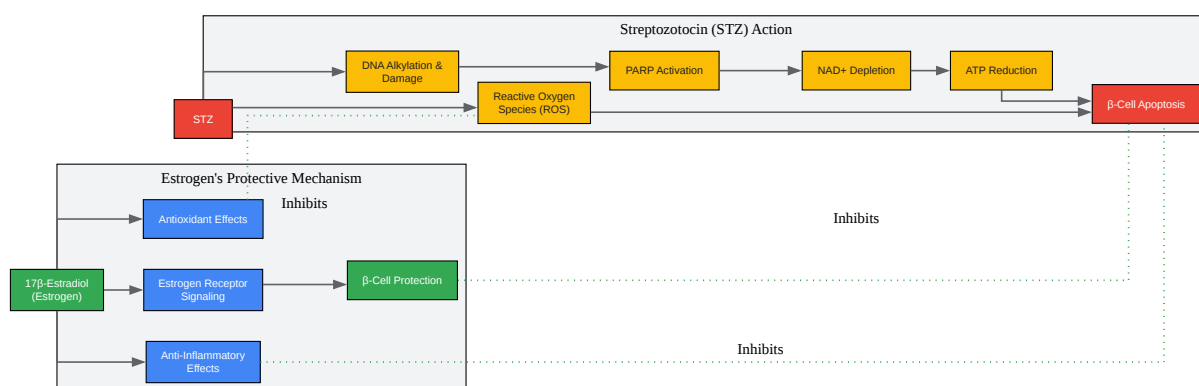 Streptozotocin (STZ) Action
DNA Alkylation &
Damage
PARP Activation
NAD+ Depletion
ATP Reduction
Reactive Oxygen
Species (ROS)
β-Cell Apoptosis
STZ
Estrogen's Protective Mechanism
Inhibits
Antioxidant Effects
Inhibits
17β-Estradiol
(Estrogen)
Estrogen Receptor
Signaling
β-Cell Protection
Anti-Inflammatory
Effects
Inhibits